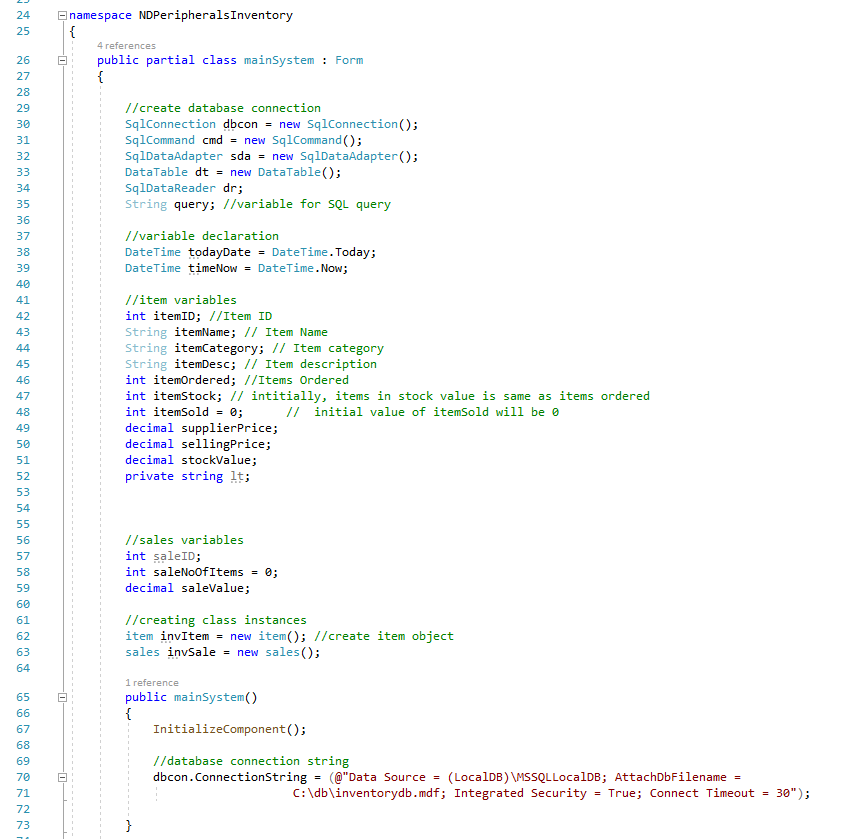 24 namespace NDPeripheralsInventory
25 {
4 references
26 public partial class mainSystem : Form
27 {
28
29 //create database connection
30 SqlConnection dbcon = new SqlConnection();
31 SqlCommand cmd = new SqlCommand();
32 SqlDataAdapter sda = new SqlDataAdapter();
33 DataTable dt = new DataTable();
34 SqlDataReader dr;
35 String query; //variable for SQL query
36
37 //variable declaration
38 DateTime todayDate = DateTime.Today;
39 DateTime timeNow = DateTime.Now;
40
41 //item variables
42 int itemID; //Item ID
43 String itemName; // Item Name
44 String itemCategory; // Item category
45 String itemDesc; // Item description
46 int itemOrdered; //Items Ordered
47 int itemStock; // intitially, items in stock value is same as items ordered
48 int itemSold = 0; // initial value of itemSold will be 0
49 decimal supplierPrice;
50 decimal sellingPrice;
51 decimal stockValue;
52 private string lt;
53
54
55
56 //sales variables
57 int saleID;
58 int saleNoOfItems = 0;
59 decimal saleValue;
60
61 //creating class instances
62 item invItem = new item(); //create item object
63 sales invSale = new sales();
64
1 reference
65 public mainSystem()
66 {
67 InitializeComponent();
68
69 //database connection string
70 dbcon.ConnectionString = (@"Data Source = (LocalDB)\MSSQLLocalDB; AttachDbFilename =
71 C:\db\inventorydb.mdf; Integrated Security = True; Connect Timeout = 30");
72
73 }